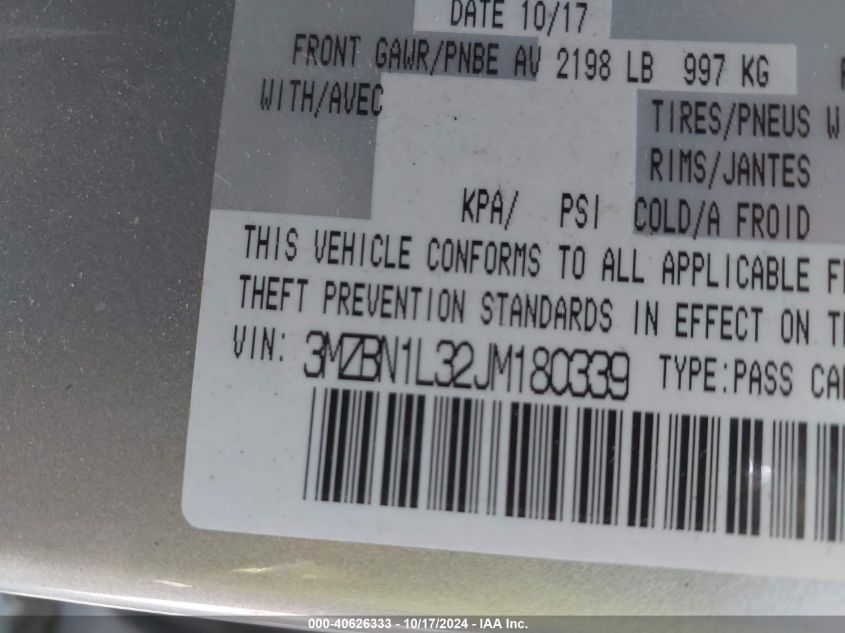 DATE 10/17
FRONT GAWR/PNBE AV 2198 LB 997 KG
WITH/AVEC
TIRES/PNEUS W
RIMS/JANTES
KPA/ PSI COLD/A FROID
THIS VEHICLE CONFORMS TO ALL APPLICABLE F
THEFT PREVENTION STANDARDS IN EFFECT ON T
VIN: 3MZBN1L32JM180339 TYPE:PASS CA
000-40626333 - 10/17/2024 - IAA Inc.